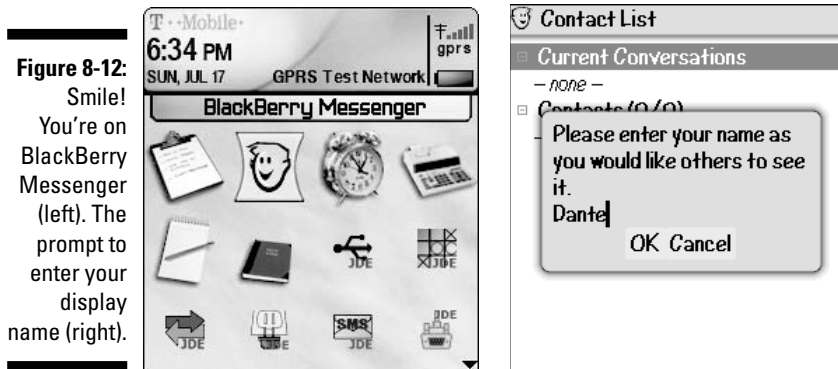 Figure 8-12:
Smile!
You're on
BlackBerry
Messenger
(left). The
prompt to
enter your
display
name (right).
T··Mobile·
6:34 PM
SUN, JUL 17
GPRS Test Network
gprs
BlackBerry Messenger
JDE
JDE
JDE
JDE
SMS
JDE
JDE
Contact List
Current Conversations
– none –
Contacts (0/0)
Please enter your name as
you would like others to see
it.
Dante
OK Cancel